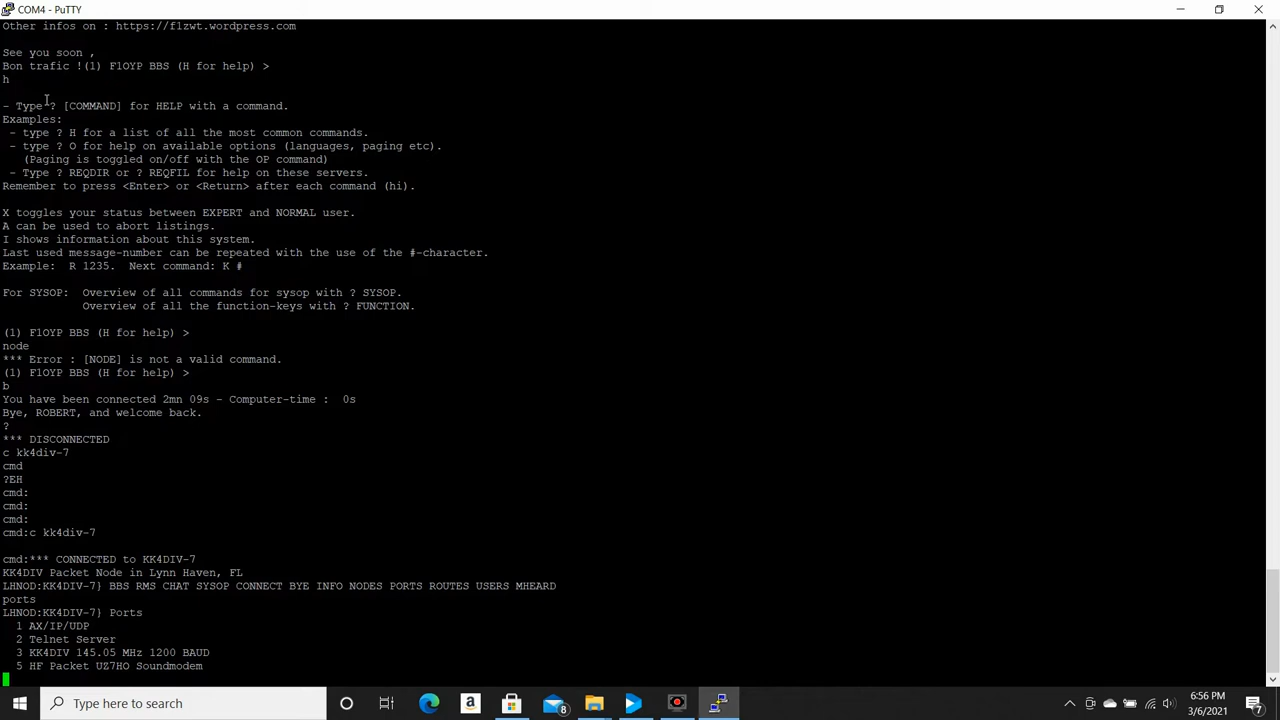 COM4 - PuTTY
Other infos on : https://f1zwt.wordpress.com
See you soon ,
Bon trafic !(1) F1OYP BBS (H for help) >
h
- Type ? [COMMAND] for HELP with a command.
Examples:
- type ? H for a list of all the most common commands.
- type ? O for help on available options (languages, paging etc).
(Paging is toggled on/off with the OP command)
- Type ? REQDIR or ? REQFIL for help on these servers.
Remember to press <Enter> or <Return> after each command (hi).
X toggles your status between EXPERT and NORMAL user.
A can be used to abort listings.
I shows information about this system.
Last used message-number can be repeated with the use of the #-character.
Example:  R 1235.  Next command: K #
For SYSOP:  Overview of all commands for sysop with ? SYSOP.
Overview of all the function-keys with ? FUNCTION.
(1) F1OYP BBS (H for help) >
node
*** Error : [NODE] is not a valid command.
(1) F1OYP BBS (H for help) >
b
You have been connected 2mn 09s - Computer-time :  0s
Bye, ROBERT, and welcome back.
?
*** DISCONNECTED
c kk4div-7
cmd
?EH
cmd:
cmd:
cmd:
cmd:c kk4div-7
cmd:*** CONNECTED to KK4DIV-7
KK4DIV Packet Node in Lynn Haven, FL
LHNOD:KK4DIV-7} BBS RMS CHAT SYSOP CONNECT BYE INFO NODES PORTS ROUTES USERS MHEARD
ports
LHNOD:KK4DIV-7} Ports
1 AX/IP/UDP
2 Telnet Server
3 KK4DIV 145.05 MHz 1200 BAUD
5 HF Packet UZ7HO Soundmodem
Type here to search
8
6:56 PM
3/6/2021
7